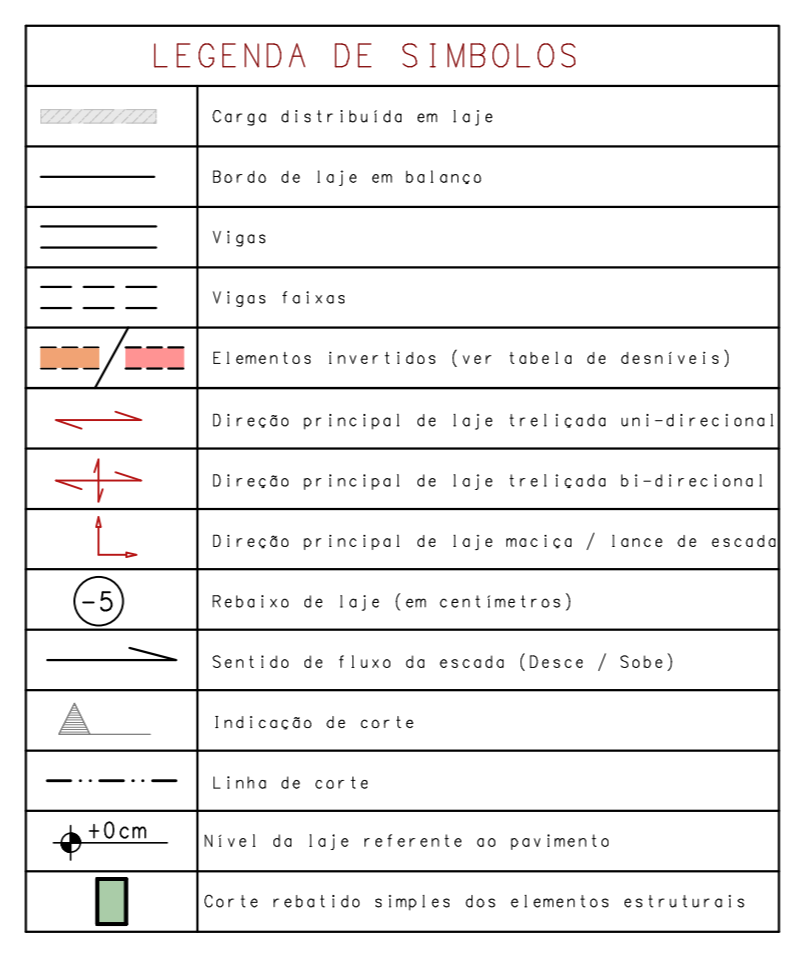 LEGENDA DE SIMBOLOS
Carga distribuída em laje
Bordo de laje em balanço
Vigas
Vigas faixas
Elementos invertidos (ver tabela de desníveis)
Direção principal de laje treliçada uni-direcional
Direção principal de laje treliçada bi-direcional
Direção principal de laje maciça / lance de escada
-5
Rebaixo de laje (em centímetros)
Sentido de fluxo da escada (Desce / Sobe)
Indicação de corte
Linha de corte
+0cm
Nível da laje referente ao pavimento
Corte rebatido simples dos elementos estruturais